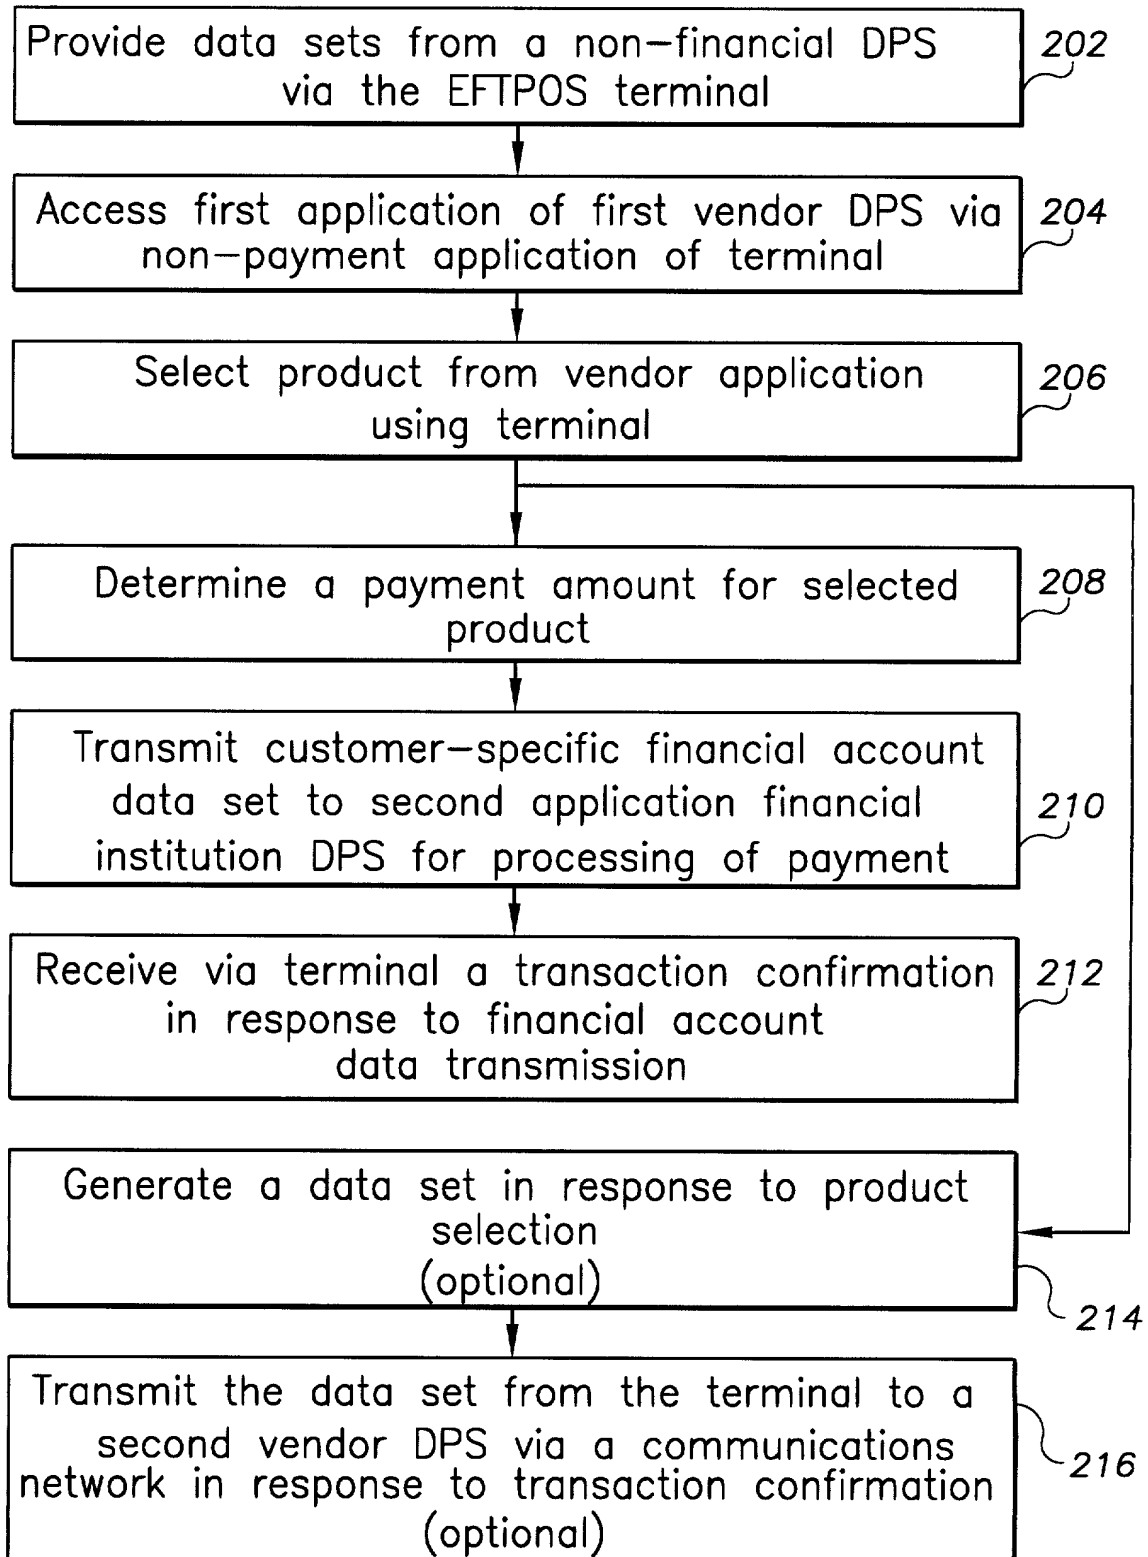 Provide data sets from a non-financial DPS
via the EFTPOS terminal
202
Access first application of first vendor DPS via
non-payment application of terminal
204
Select product from vendor application
using terminal
206
Determine a payment amount for selected
product
208
Transmit customer-specific financial account
data set to second application financial
institution DPS for processing of payment
210
Receive via terminal a transaction confirmation
in response to financial account
data transmission
212
Generate a data set in response to product
selection
(optional)
214
Transmit the data set from the terminal to a
second vendor DPS via a communications
network in response to transaction confirmation
(optional)
216